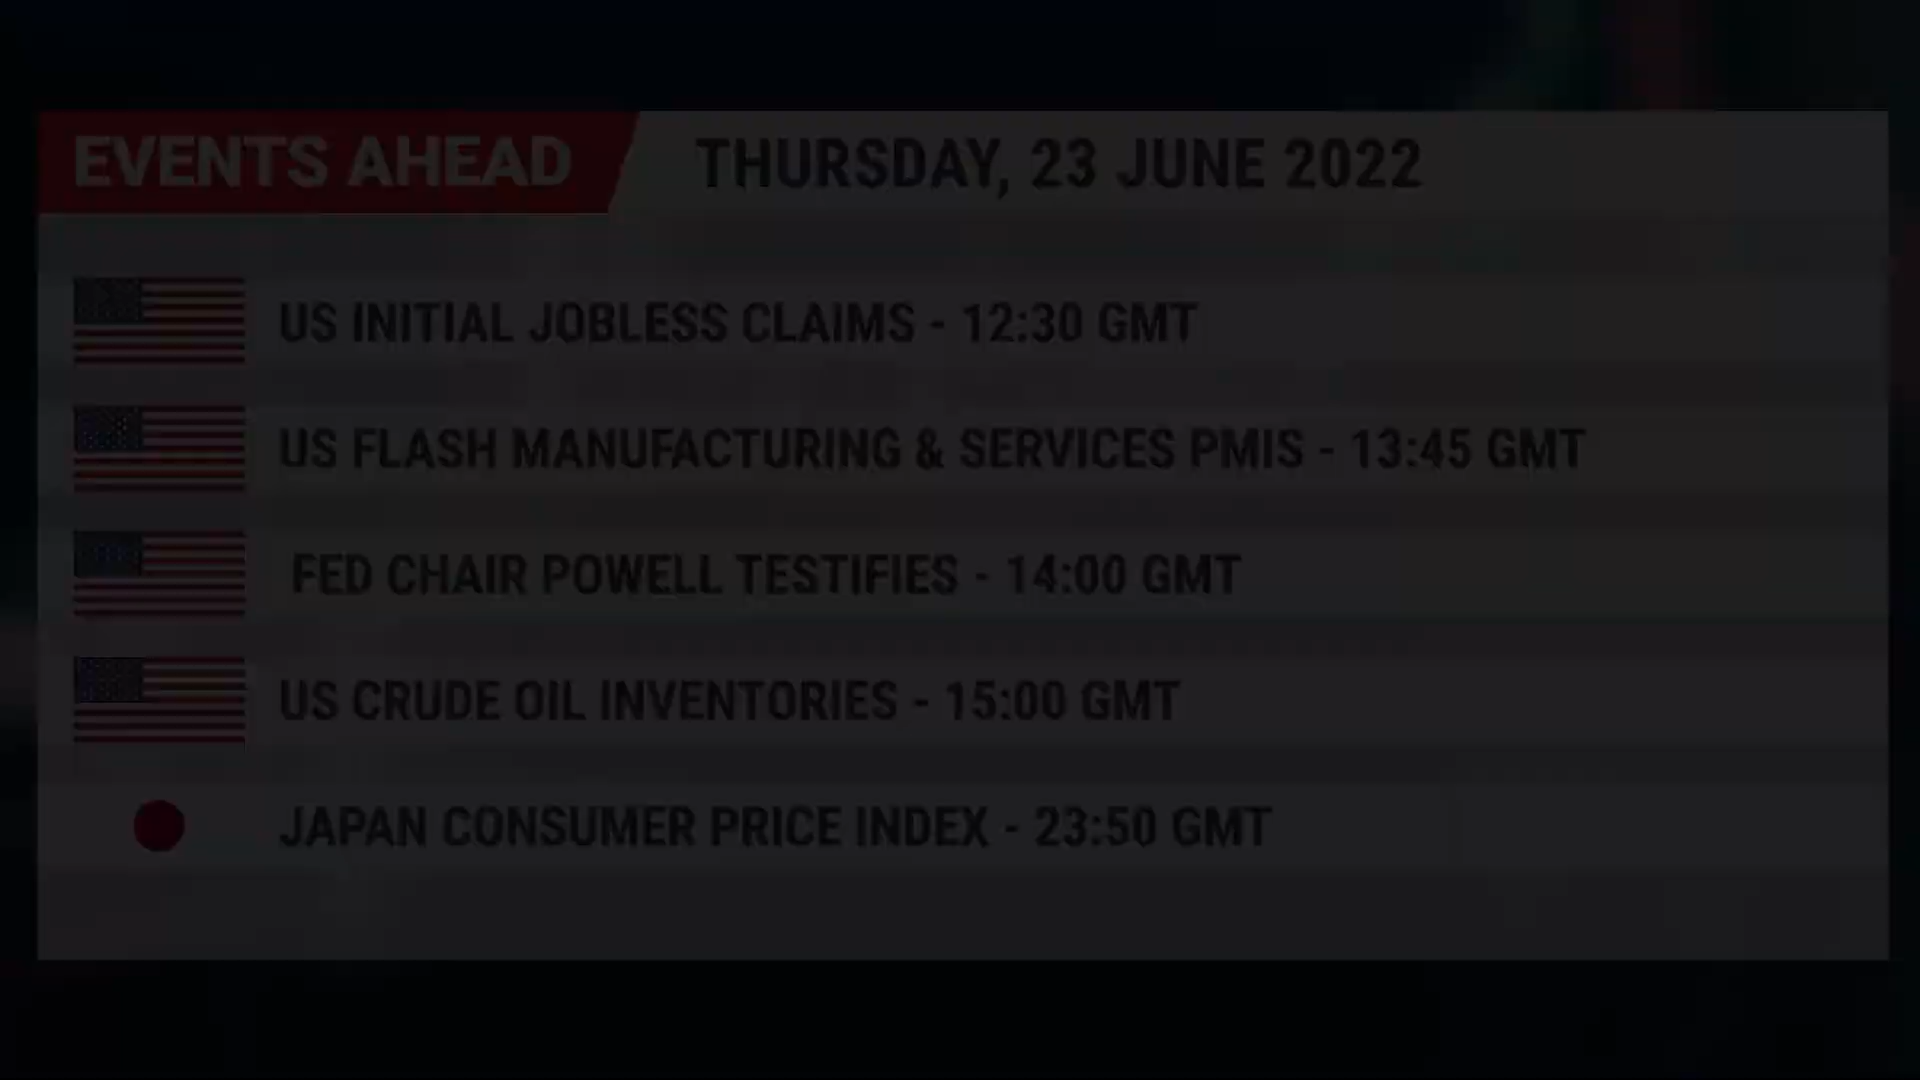 EVENTS AHEAD
THURSDAY, 23 JUNE 2022
US INITIAL JOBLESS CLAIMS - 12:30 GMT
US FLASH MANUFACTURING & SERVICES PMIS - 13:45 GMT
FED CHAIR POWELL TESTIFIES - 14:00 GMT
US CRUDE OIL INVENTORIES - 15:00 GMT
JAPAN CONSUMER PRICE INDEX - 23:50 GMT